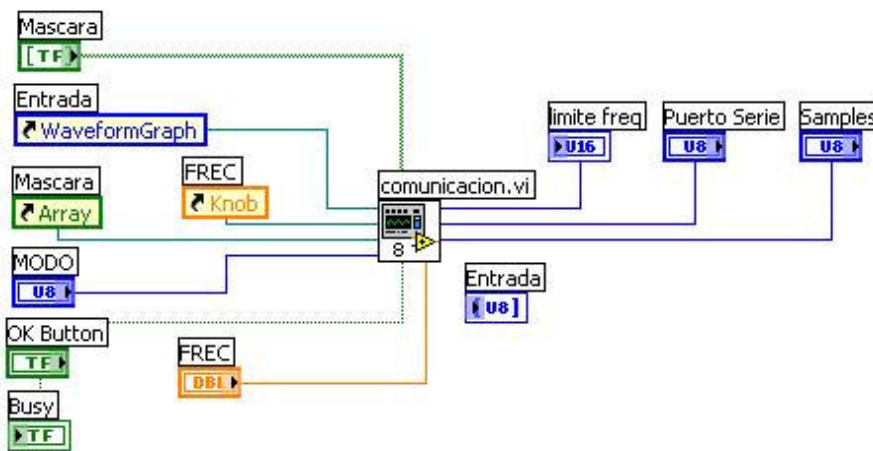 Mascara
[TF]
Entrada
WaveformGraph
Mascara
Array
FREC
Knob
MODO
U8
OK Button
TF
Busy
TF
FREC
DBL
comunicacion.vi
8
limite freq
U16
Puerto Serie
U8
Samples
U8
Entrada
[U8]